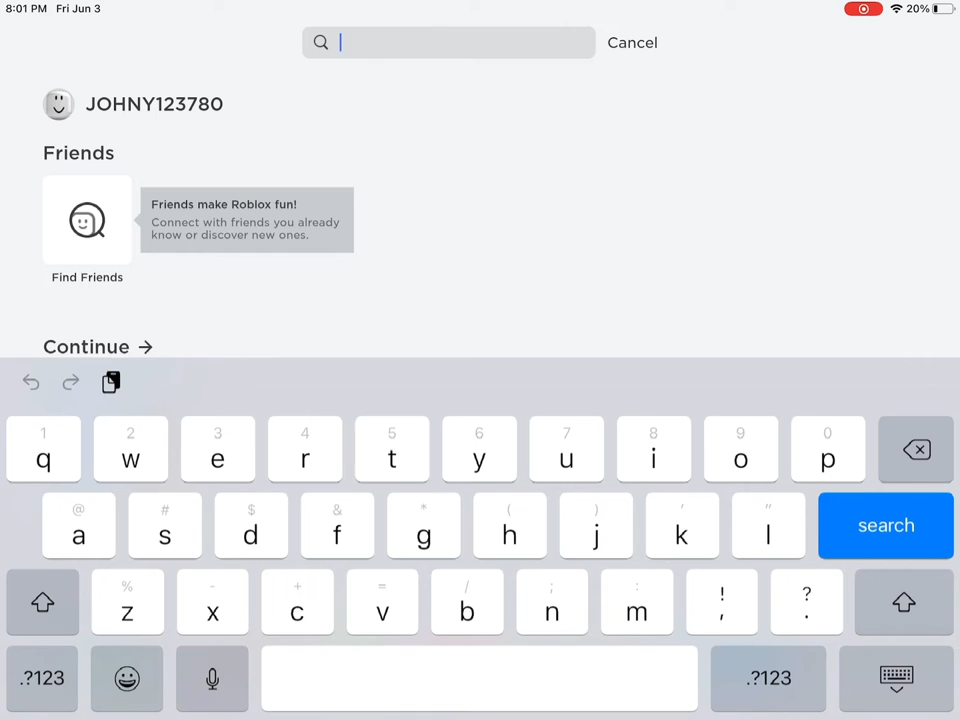 8:01 PM Fri Jun 3 20%
Cancel
JOHNY123780
Friends
Friends make Roblox fun!
Connect with friends you already
know or discover new ones.
Find Friends
Continue →
1 2 3 4 5 6 7 8 9 0
q w e r t y u i o p
@ # $ & * ( ) ' "
a s d f g h j k l search
% - + = / ; : ! ?
z x c v b n m , .
.?123 .?123